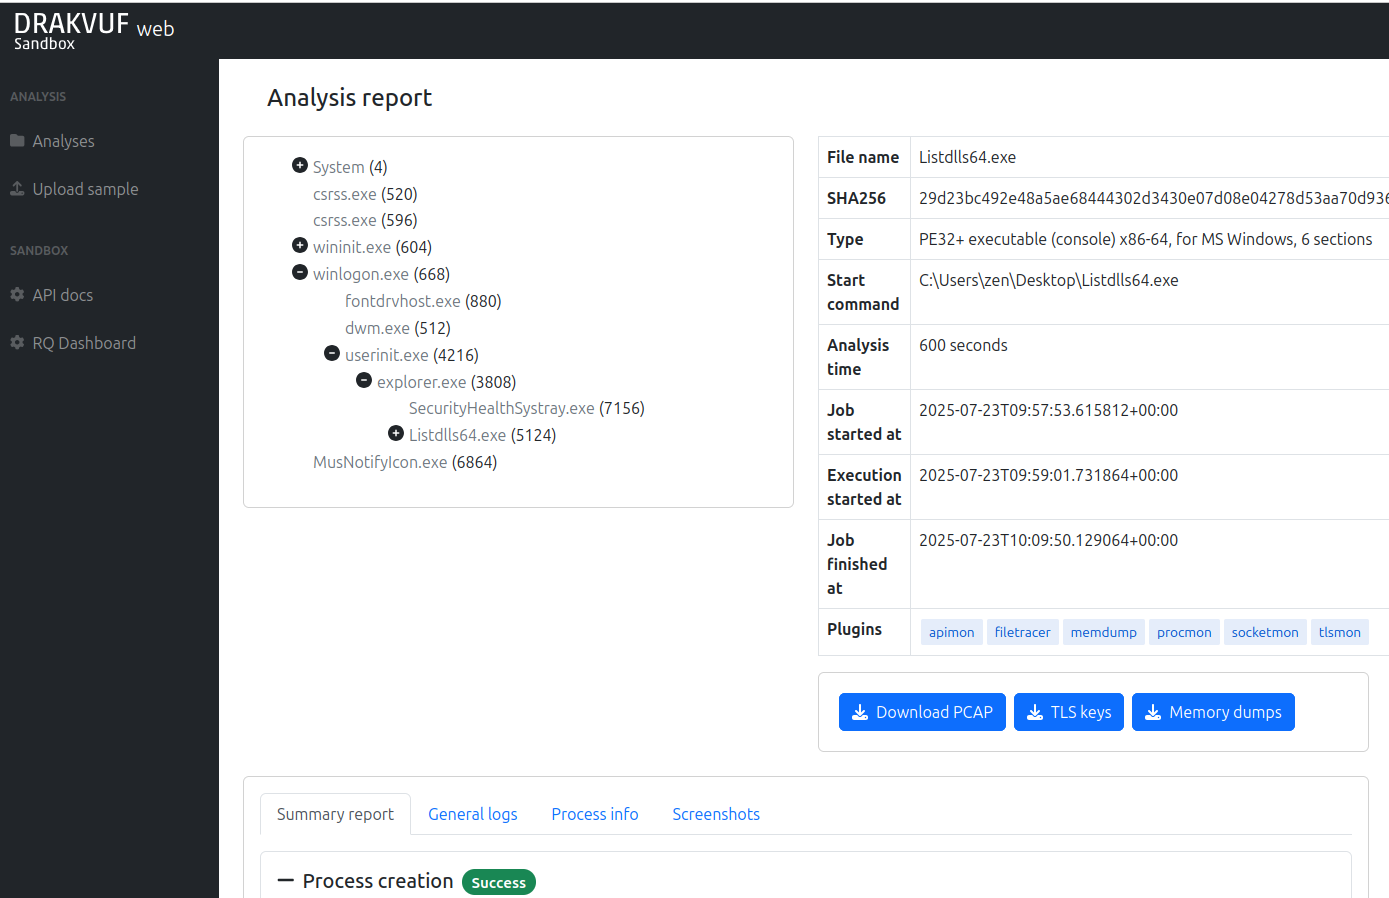 DRAKVUF web
Sandbox
ANALYSIS
Analyses
Upload sample
SANDBOX
API docs
RQ Dashboard
Analysis report
System (4)
csrss.exe (520)
csrss.exe (596)
wininit.exe (604)
winlogon.exe (668)
fontdrvhost.exe (880)
dwm.exe (512)
userinit.exe (4216)
explorer.exe (3808)
SecurityHealthSystray.exe (7156)
Listdlls64.exe (5124)
MusNotifyIcon.exe (6864)
File name Listdlls64.exe
SHA256 29d23bc492e48a5ae68444302d3430e07d08e04278d53aa70d936
Type PE32+ executable (console) x86-64, for MS Windows, 6 sections
Start C:\Users\zen\Desktop\Listdlls64.exe
command
Analysis 600 seconds
time
Job 2025-07-23T09:57:53.615812+00:00
started at
Execution 2025-07-23T09:59:01.731864+00:00
started at
Job 2025-07-23T10:09:50.129064+00:00
finished
at
Plugins apimon filetracer memdump procmon socketmon tlsmon
Download PCAP TLS keys Memory dumps
Summary report General logs Process info Screenshots
Process creation Success